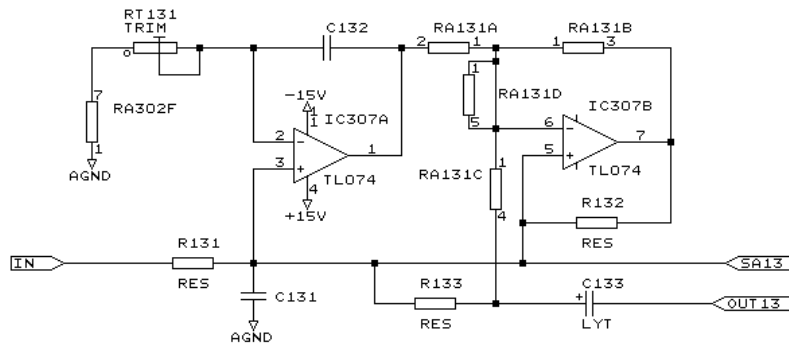 RT131
TRIM
C132
RA131A
RA131B
2
1
1
3
7
RA302F
1
AGND
-15V
11
IC307A
1
RA131D
5
IC307B
2
3
1
4
TL074
+15V
6
5
7
TL074
1
RA131C
4
R132
RES
IN
R131
RES
SA13
C131
AGND
R133
RES
+
C133
LYT
OUT13